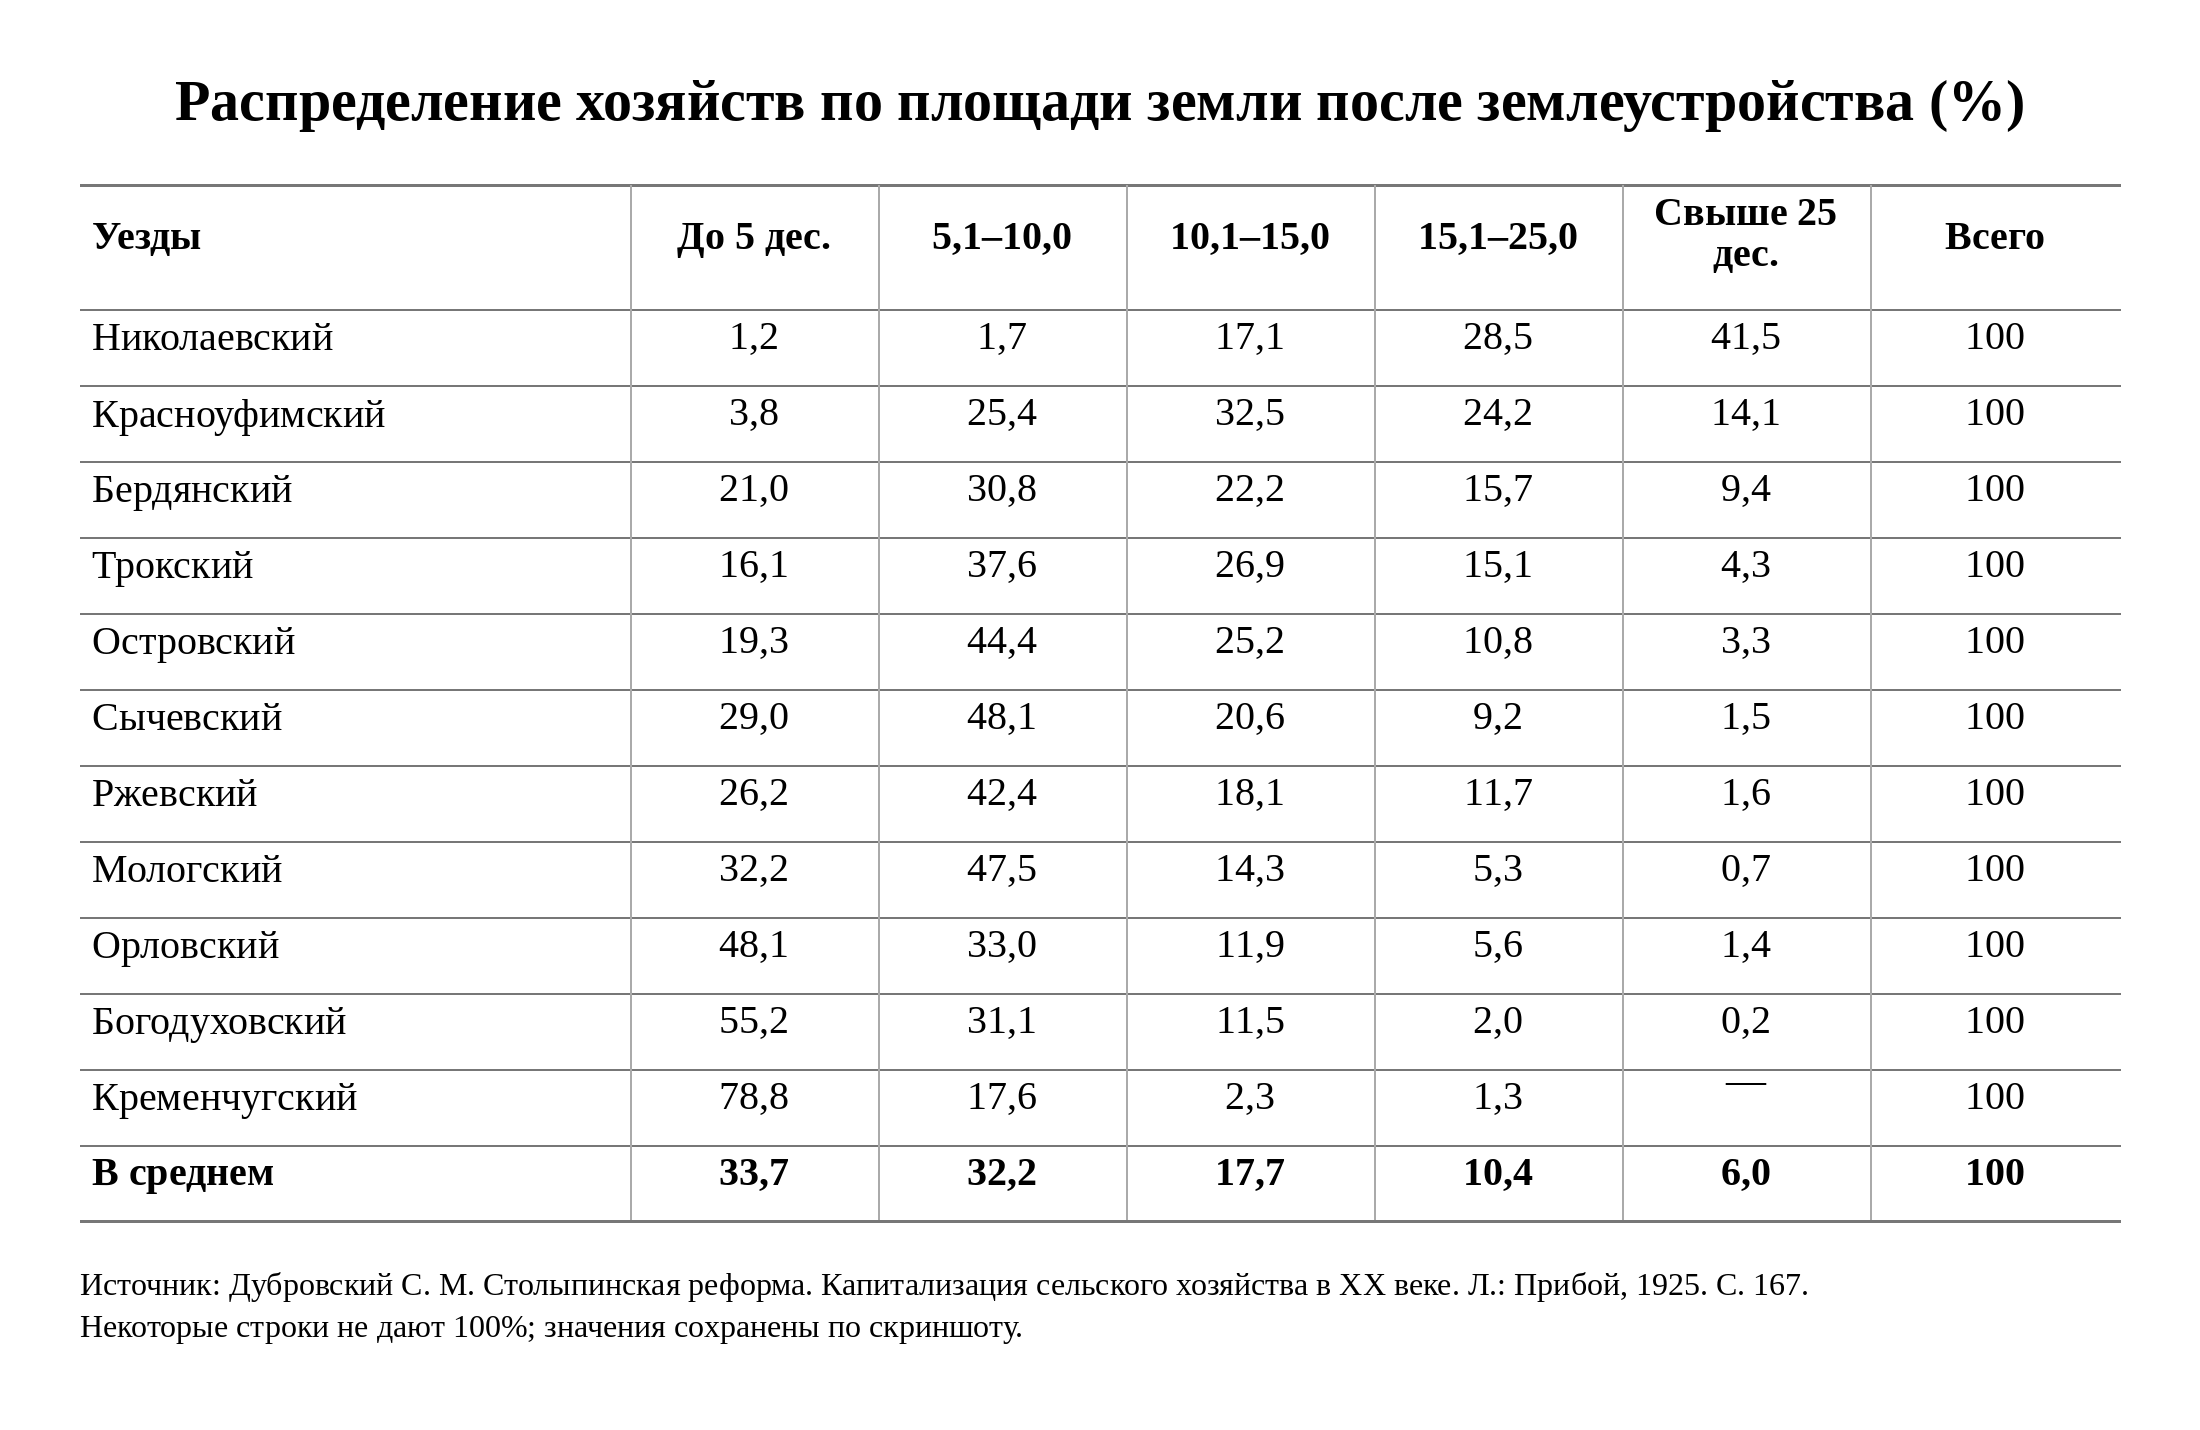 Распределение хозяйств по площади земли после землеустройства (%)
Уезды До 5 дес. 5,1–10,0 10,1–15,0 15,1–25,0 Свыше 25 дес. Всего
Николаевский 1,2 1,7 17,1 28,5 41,5 100
Красноуфимский 3,8 25,4 32,5 24,2 14,1 100
Бердянский 21,0 30,8 22,2 15,7 9,4 100
Трокский 16,1 37,6 26,9 15,1 4,3 100
Островский 19,3 44,4 25,2 10,8 3,3 100
Сычевский 29,0 48,1 20,6 9,2 1,5 100
Ржевский 26,2 42,4 18,1 11,7 1,6 100
Мологский 32,2 47,5 14,3 5,3 0,7 100
Орловский 48,1 33,0 11,9 5,6 1,4 100
Богодуховский 55,2 31,1 11,5 2,0 0,2 100
Кременчугский 78,8 17,6 2,3 1,3 — 100
В среднем 33,7 32,2 17,7 10,4 6,0 100
Источник: Дубровский С. М. Столыпинская реформа. Капитализация сельского хозяйства в XX веке. Л.: Прибой, 1925. С. 167.
Некоторые строки не дают 100%; значения сохранены по скриншоту.